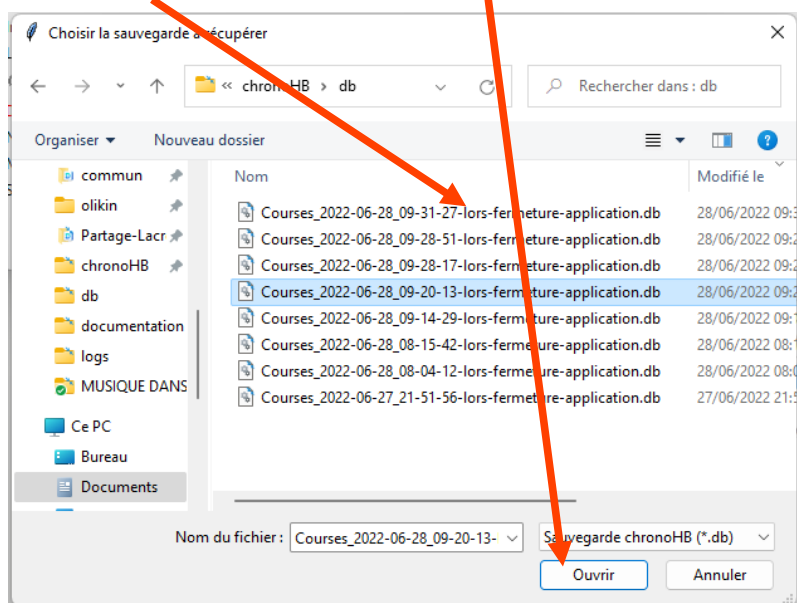 Choisir la sauvegarde à récupérer
« chronoHB › db
Rechercher dans : db
Organiser
Nouveau dossier
commun
olikin
Partage-Lacr
chronoHB
db
documentation
logs
MUSIQUE DANS
Ce PC
Bureau
Documents
Nom
Modifié le
Courses_2022-06-28_09-31-27-lors-fermeture-application.db 28/06/2022 09:3
Courses_2022-06-28_09-28-51-lors-fermeture-application.db 28/06/2022 09:2
Courses_2022-06-28_09-28-17-lors-fermeture-application.db 28/06/2022 09:2
Courses_2022-06-28_09-20-13-lors-fermeture-application.db 28/06/2022 09:2
Courses_2022-06-28_09-14-29-lors-fermeture-application.db 28/06/2022 09:1
Courses_2022-06-28_08-15-42-lors-fermeture-application.db 28/06/2022 08:1
Courses_2022-06-28_08-04-12-lors-fermeture-application.db 28/06/2022 08:0
Courses_2022-06-27_21-51-56-lors-fermeture-application.db 27/06/2022 21:5
Nom du fichier : Courses_2022-06-28_09-20-13-
Sauvegarde chronoHB (*.db)
Ouvrir
Annuler